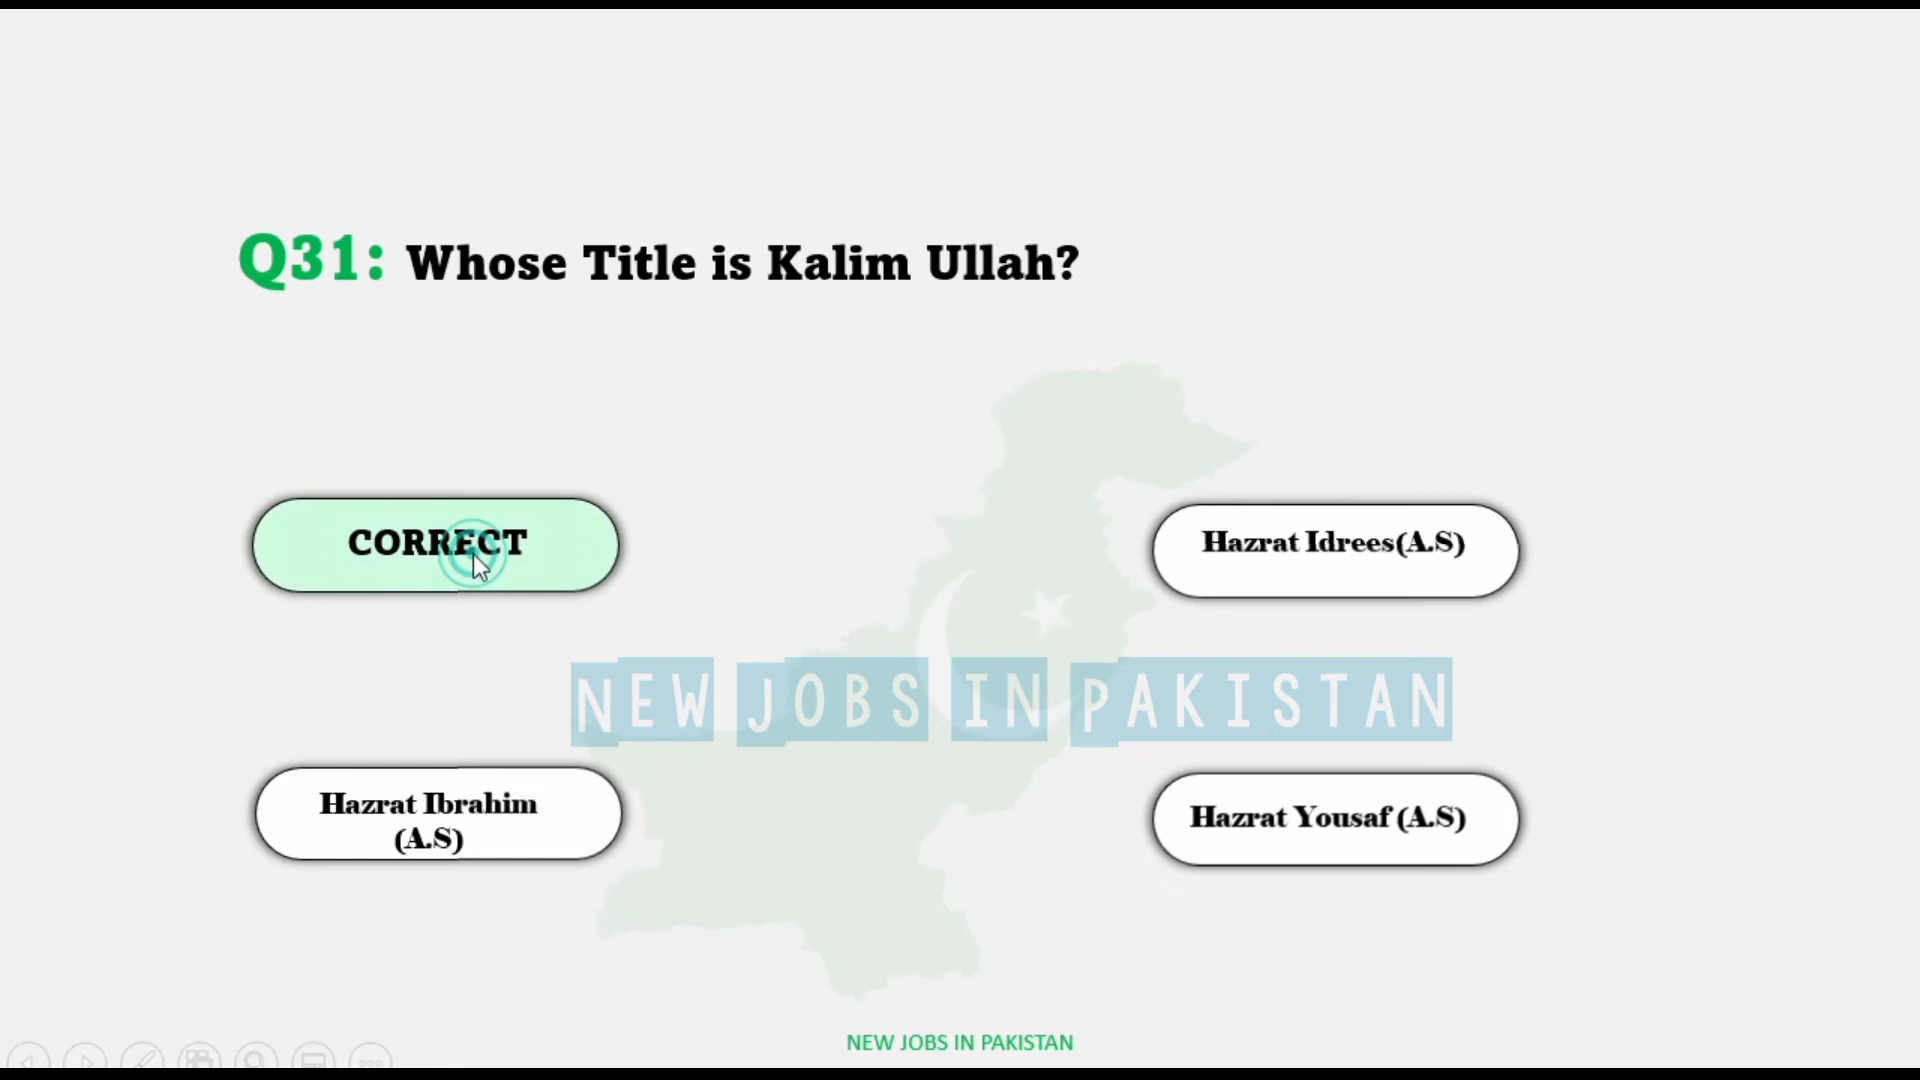 Q31: Whose Title is Kalim Ullah?
CORRECT
Hazrat Idrees(A.S)
NEW JOBS IN PAKISTAN
Hazrat Ibrahim
(A.S)
Hazrat Yousaf (A.S)
NEW JOBS IN PAKISTAN